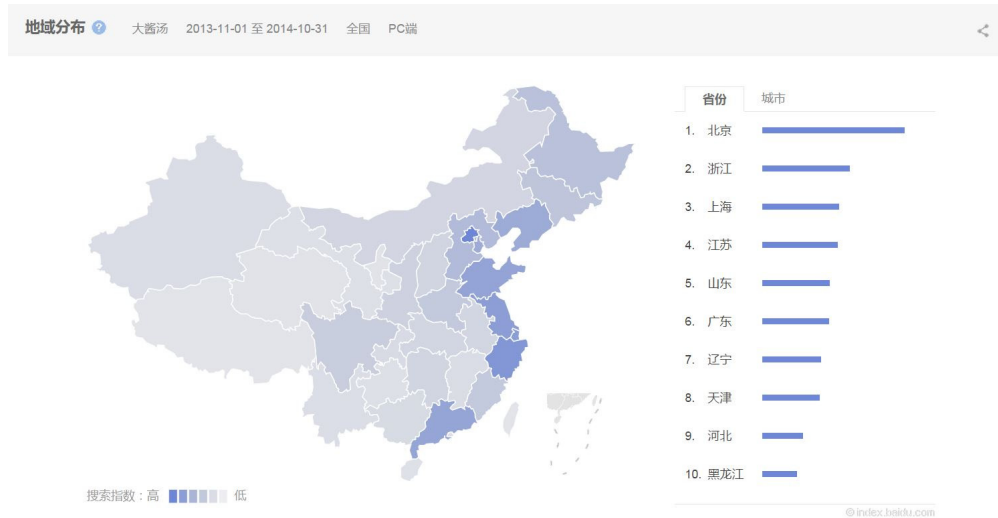 地域分布 ? 大酱汤 2013-11-01 至 2014-10-31 全国 PC端
省份 城市
1. 北京
2. 浙江
3. 上海
4. 江苏
5. 山东
6. 广东
7. 辽宁
8. 天津
9. 河北
10. 黑龙江
搜索指数：高 低
©index.baidu.com